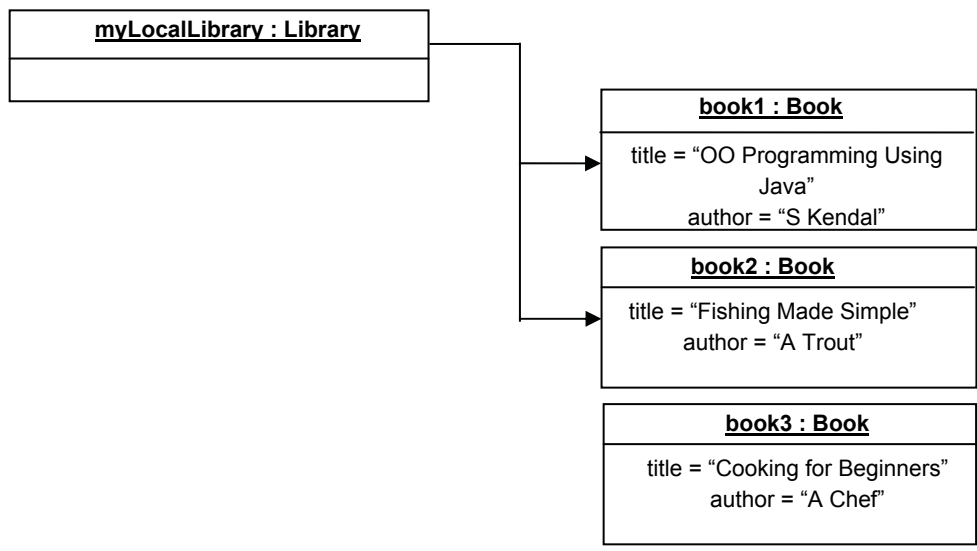 myLocalLibrary : Library
book1 : Book
title = “OO Programming Using
Java”
author = “S Kendal”
book2 : Book
title = “Fishing Made Simple”
author = “A Trout”
book3 : Book
title = “Cooking for Beginners”
author = “A Chef”